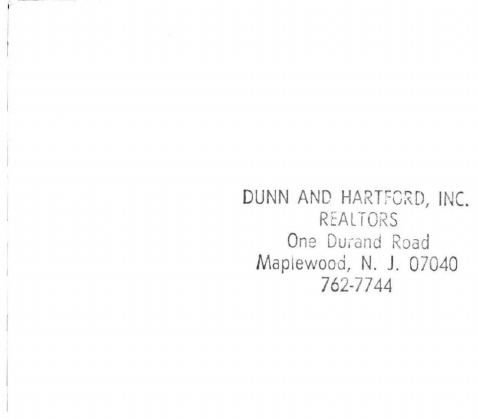 DUNN AND HARTFORD, INC.
REALTORS
One Durand Road
Maplewood, N. J. 07040
762-7744